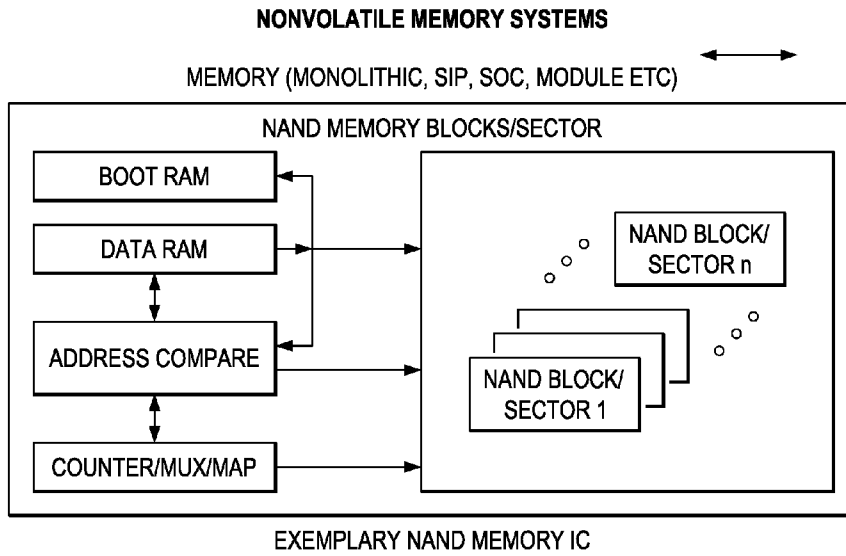 NONVOLATILE MEMORY SYSTEMS
MEMORY (MONOLITHIC, SIP, SOC, MODULE ETC)
NAND MEMORY BLOCKS/SECTOR
BOOT RAM
DATA RAM
ADDRESS COMPARE
COUNTER/MUX/MAP
NAND BLOCK/
SECTOR n
NAND BLOCK/
SECTOR 1
EXEMPLARY NAND MEMORY IC